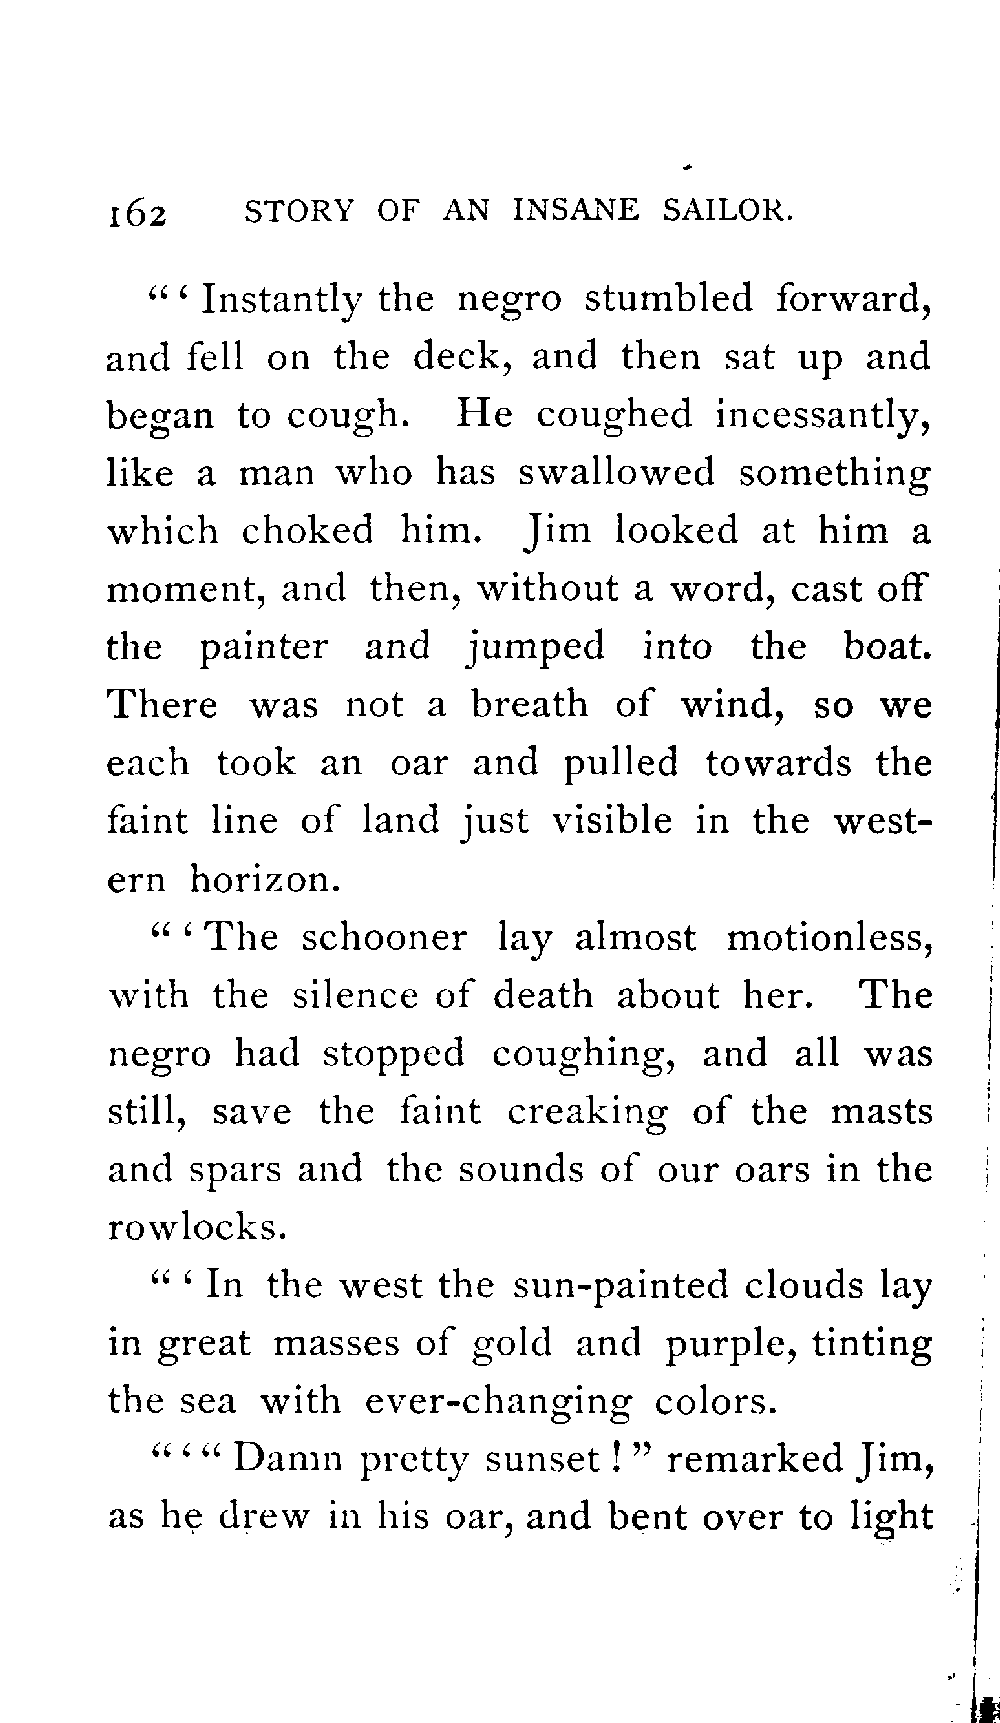 162 STORY OF AN INSANE SAILOR.
“ ‘ Instantly the negro stumbled forward,
and fell on the deck, and then sat up and
began to cough. He coughed incessantly,
like a man who has swallowed something
which choked him. Jim looked at him a
moment, and then, without a word, cast off
the painter and jumped into the boat.
There was not a breath of wind, so we
each took an oar and pulled towards the
faint line of land just visible in the west-
ern horizon.
“ ‘ The schooner lay almost motionless,
with the silence of death about her. The
negro had stopped coughing, and all was
still, save the faint creaking of the masts
and spars and the sounds of our oars in the
rowlocks.
“ ‘ In the west the sun-painted clouds lay
in great masses of gold and purple, tinting
the sea with ever-changing colors.
“ ‘ “ Damn pretty sunset ! ” remarked Jim,
as he drew in his oar, and bent over to light